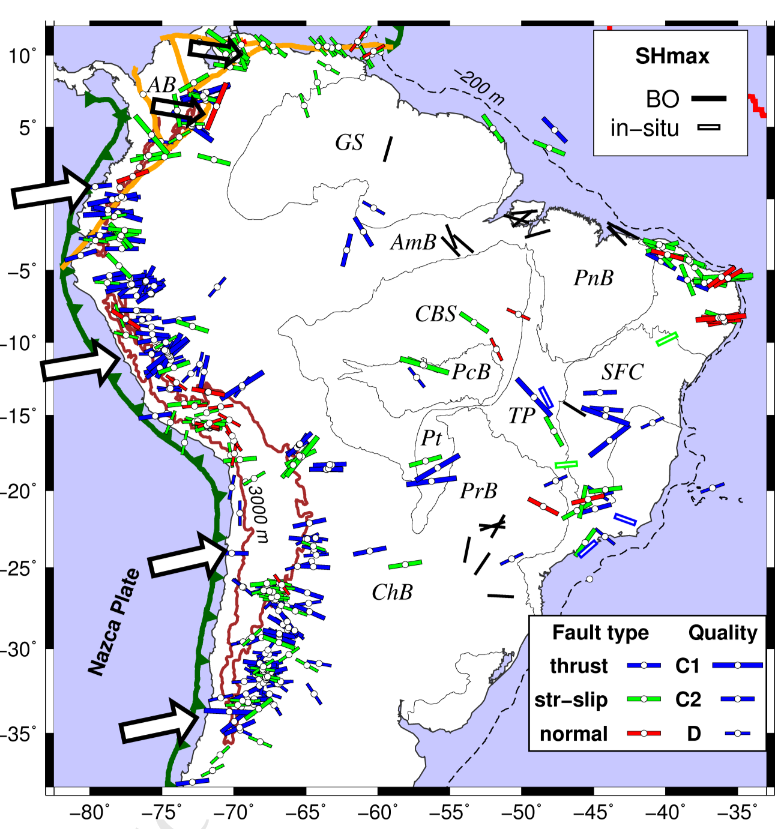 10°
5°
−5°
−10°
−15°
−20°
−25°
−30°
−35°
SHmax
BO
in−situ
−200 m
AB
GS
AmB
PnB
CBS
PcB
SFC
TP
Pt
PrB
3000 m
ChB
Nazca Plate
Fault type Quality
thrust C1
str−slip C2
normal D
−80° −75° −70° −65° −60° −55° −50° −45° −40° −35°